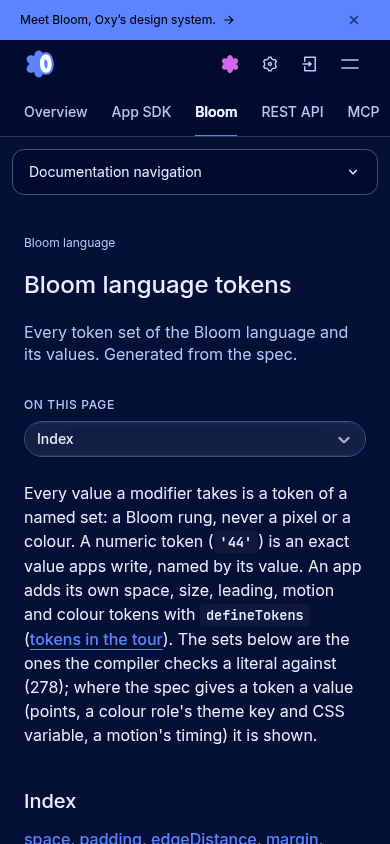 Meet Bloom, Oxy's design system. →
Overview App SDK Bloom REST API MCP
Documentation navigation
Bloom language
Bloom language tokens
Every token set of the Bloom language and
its values. Generated from the spec.
ON THIS PAGE
Index
Every value a modifier takes is a token of a
named set: a Bloom rung, never a pixel or a
colour. A numeric token ( '44' ) is an exact
value apps write, named by its value. An app
adds its own space, size, leading, motion
and colour tokens with defineTokens
(tokens in the tour). The sets below are the
ones the compiler checks a literal against
(278); where the spec gives a token a value
(points, a colour role's theme key and CSS
variable, a motion's timing) it is shown.
Index
space, padding, edgeDistance, margin,